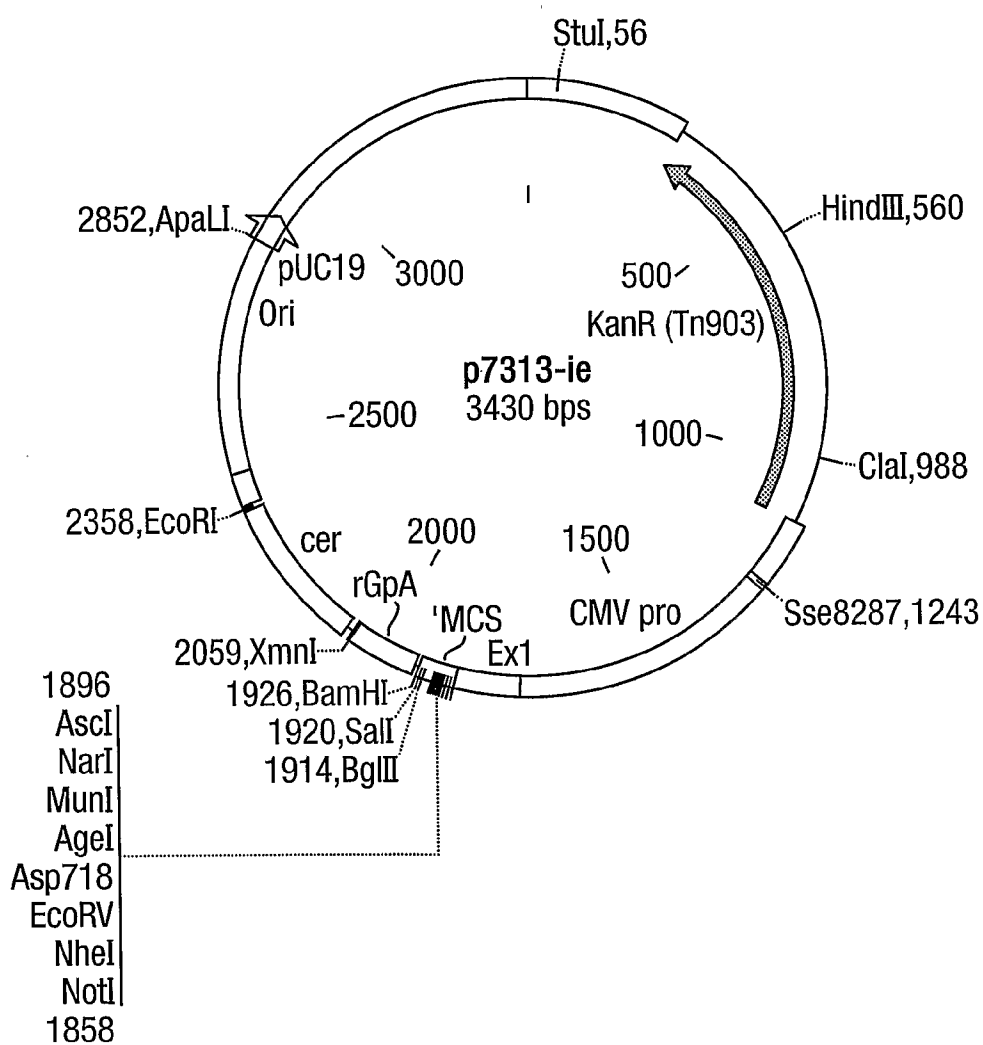 StuI,56
HindIII,560
2852,ApaLI
pUC19
Ori
3000
500
KanR (Tn903)
p7313-ie
3430 bps
2500
1000
ClaI,988
2358,EcoRI
cer
2000
1500
rGpA
'MCS
CMV pro
Sse8287,1243
Ex1
2059,XmnI
1926,BamHI
1920,SalI
1914,BglII
1896
AscI
NarI
MunI
AgeI
Asp718
EcoRV
NheI
NotI
1858